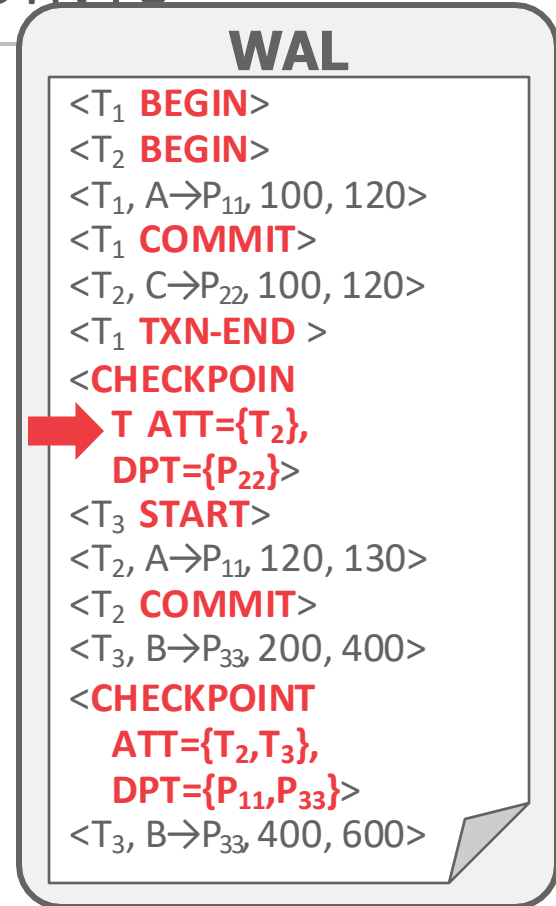 WAL
<T₁ BEGIN>
<T₂ BEGIN>
<T₁, A→P₁₁, 100, 120>
<T₁ COMMIT>
<T₂, C→P₂₂, 100, 120>
<T₁ TXN-END >
<CHECKPOIN
T ATT={T₂},
DPT={P₂₂}>
<T₃ START>
<T₂, A→P₁₁, 120, 130>
<T₂ COMMIT>
<T₃, B→P₃₃, 200, 400>
<CHECKPOINT
ATT={T₂,T₃},
DPT={P₁₁,P₃₃}>
<T₃, B→P₃₃, 400, 600>